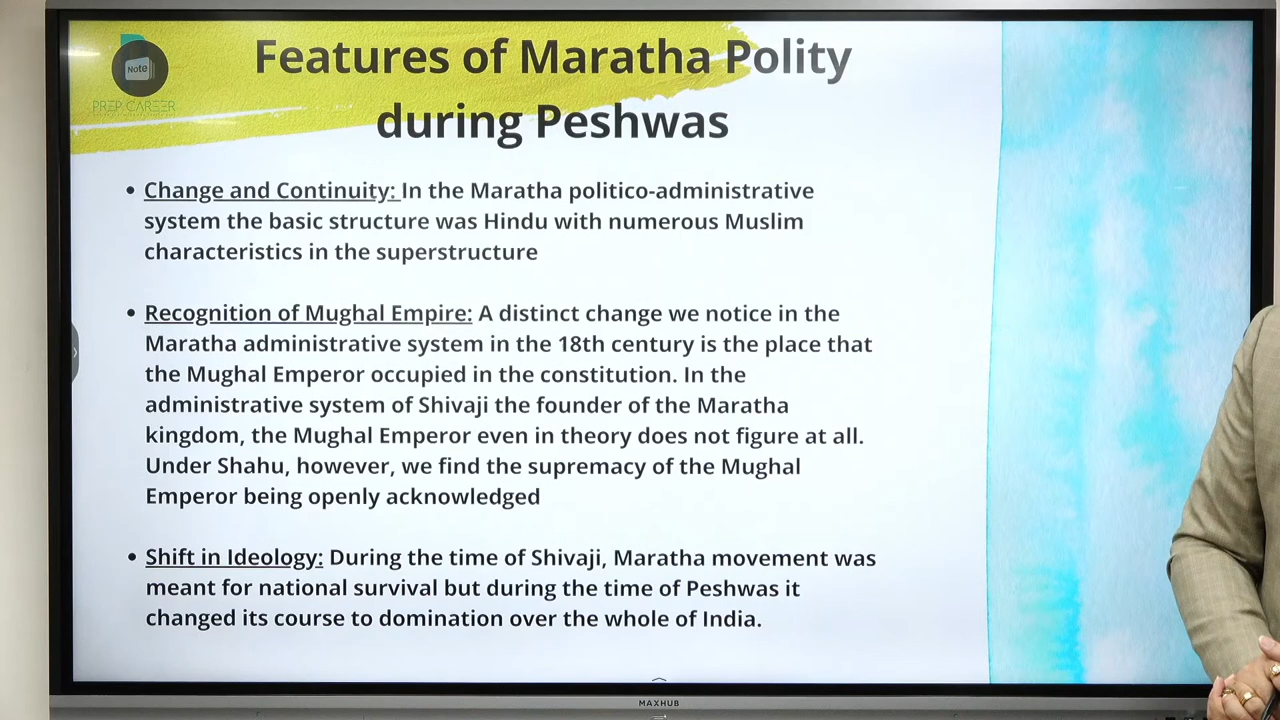 Features of Maratha Polity
during Peshwas
Note
PREP CAREER
• Change and Continuity: In the Maratha politico-administrative
system the basic structure was Hindu with numerous Muslim
characteristics in the superstructure
• Recognition of Mughal Empire: A distinct change we notice in the
Maratha administrative system in the 18th century is the place that
the Mughal Emperor occupied in the constitution. In the
administrative system of Shivaji the founder of the Maratha
kingdom, the Mughal Emperor even in theory does not figure at all.
Under Shahu, however, we find the supremacy of the Mughal
Emperor being openly acknowledged
• Shift in Ideology: During the time of Shivaji, Maratha movement was
meant for national survival but during the time of Peshwas it
changed its course to domination over the whole of India.
MAXHUB